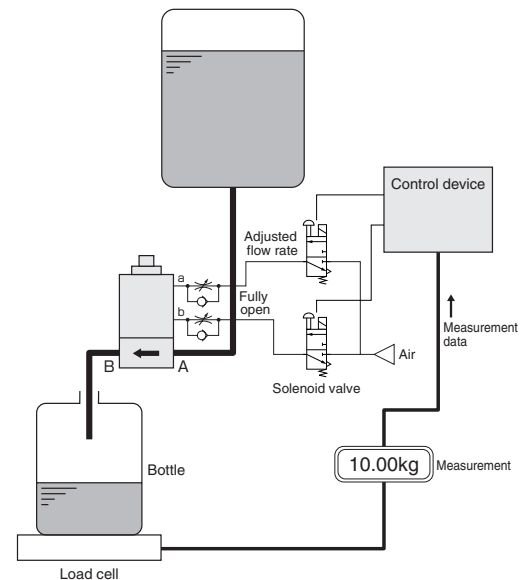 Control device
Adjusted
flow rate
a
Fully
open
b
Measurement
data
Air
B
A
Solenoid valve
10.00kg
Measurement
Bottle
Load cell